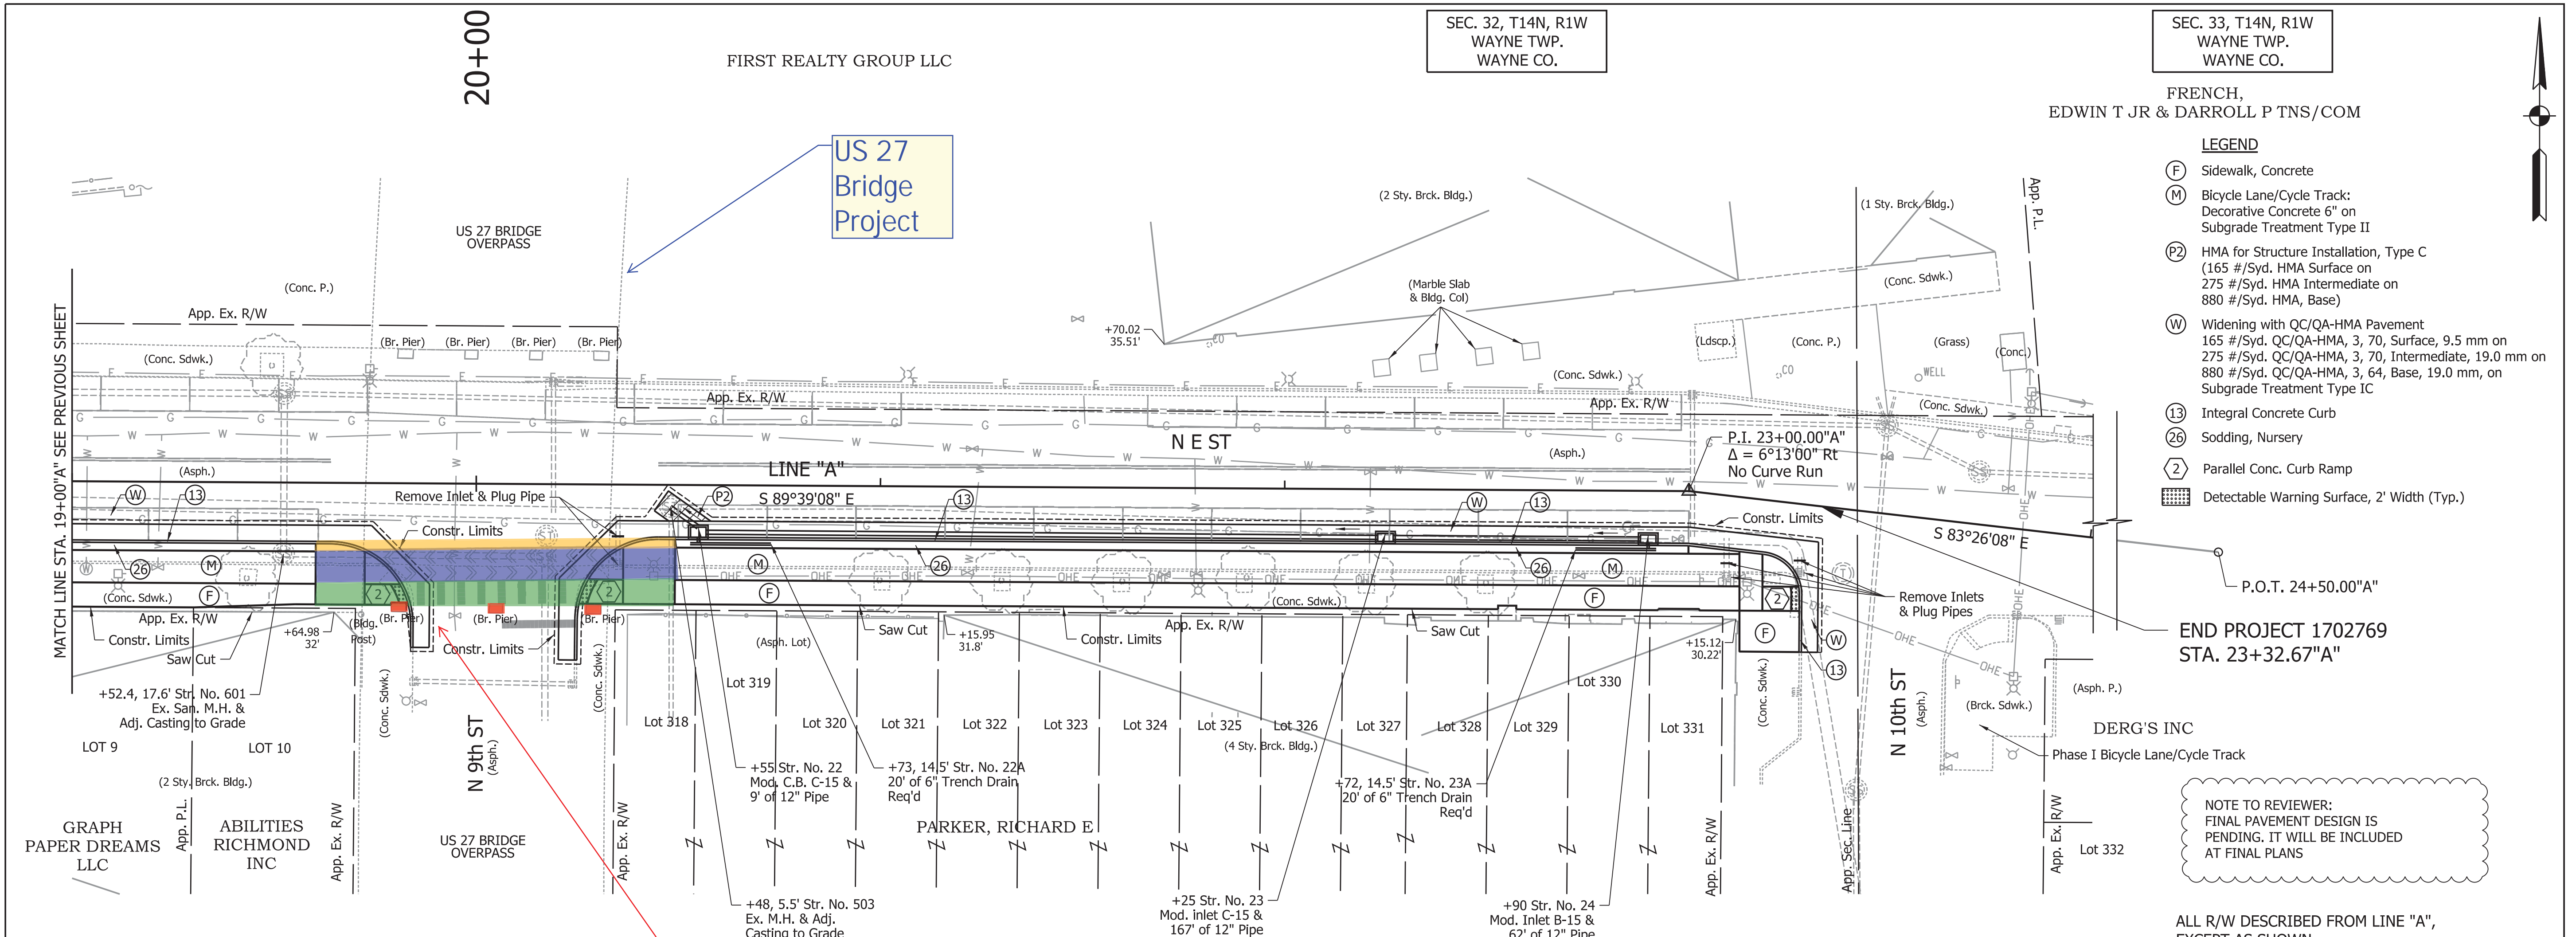 20+00
FIRST REALTY GROUP LLC
SEC. 32, T14N, R1W
WAYNE TWP.
WAYNE CO.
SEC. 33, T14N, R1W
WAYNE TWP.
WAYNE CO.
FRENCH,
EDWIN T JR & DARROLL P TNS/COM
LEGEND
F Sidewalk, Concrete
M Bicycle Lane/Cycle Track:
Decorative Concrete 6" on
Subgrade Treatment Type II
P2 HMA for Structure Installation, Type C
(165 #/Syd. HMA Surface on
275 #/Syd. HMA Intermediate on
880 #/Syd. HMA, Base)
W Widening with QC/QA-HMA Pavement
165 #/Syd. QC/QA-HMA, 3, 70, Surface, 9.5 mm on
275 #/Syd. QC/QA-HMA, 3, 70, Intermediate, 19.0 mm on
880 #/Syd. QC/QA-HMA, 3, 64, Base, 19.0 mm, on
Subgrade Treatment Type IC
13 Integral Concrete Curb
26 Sodding, Nursery
2 Parallel Conc. Curb Ramp
Detectable Warning Surface, 2' Width (Typ.)
US 27
Bridge
Project
US 27 BRIDGE
OVERPASS
(2 Sty. Brck. Bldg.)
(1 Sty. Brck. Bldg.)
App. P.L.
(Conc. P.)
(Conc. Sdwk.)
(Marble Slab
& Bldg. Col)
App. Ex. R/W
+70.02
35.51'
(Br. Pier)
(Br. Pier)
(Br. Pier)
(Br. Pier)
CO
(Ldscp.)
(Conc. P.)
(Grass)
(Conc.)
(Conc. Sdwk.)
(Conc. Sdwk.)
CO
WELL
App. Ex. R/W
App. Ex. R/W
(Conc. Sdwk.)
MATCH LINE STA. 19+00"A" SEE PREVIOUS SHEET
N E ST
P.I. 23+00.00"A"
Δ = 6°13'00" Rt
No Curve Run
(Asph.)
(Asph.)
LINE "A"
S 89°39'08" E
W
13
Remove Inlet & Plug Pipe
P2
13
W
13
Constr. Limits
Constr. Limits
S 83°26'08" E
M
26
M
26
26
M
P.O.T. 24+50.00"A"
(Conc. Sdwk.)
F
2
2
F
(Conc. Sdwk.)
F
2
Remove Inlets
& Plug Pipes
App. Ex. R/W
Constr. Limits
Saw Cut
+64.98
32'
(Bldg.
Post)
(Br. Pier)
(Br. Pier)
(Br. Pier)
Constr. Limits
(Asph. Lot)
Saw Cut
+15.95
31.8'
Constr. Limits
App. Ex. R/W
Saw Cut
+15.12
30.22'
F
W
13
END PROJECT 1702769
STA. 23+32.67"A"
+52.4, 17.6' Str. No. 601
Ex. San. M.H. &
Adj. Casting to Grade
(Conc. Sdwk.)
N 9th ST
(Asph.)
(Conc. Sdwk.)
Lot 318
Lot 319
Lot 320
Lot 321
Lot 322
Lot 323
Lot 324
Lot 325
Lot 326
Lot 327
Lot 328
Lot 329
Lot 330
Lot 331
(4 Sty. Brck. Bldg.)
(Conc. Sdwk.)
N 10th ST
(Asph.)
(Brck. Sdwk.)
(Asph. P.)
DERG'S INC
Phase I Bicycle Lane/Cycle Track
LOT 9
LOT 10
(2 Sty. Brck. Bldg.)
+55 Str. No. 22
Mod. C.B. C-15 &
9' of 12" Pipe
+73, 14.5' Str. No. 22A
20' of 6" Trench Drain
Req'd
+72, 14.5' Str. No. 23A
20' of 6" Trench Drain
Req'd
NOTE TO REVIEWER:
FINAL PAVEMENT DESIGN IS
PENDING. IT WILL BE INCLUDED
AT FINAL PLANS
GRAPH
PAPER DREAMS
LLC
App. P.L.
ABILITIES
RICHMOND
INC
App. Ex. R/W
US 27 BRIDGE
OVERPASS
App. Ex. R/W
PARKER, RICHARD E
App. Ex. R/W
App. Sec. Line
App. Ex. R/W
Lot 332
+48, 5.5' Str. No. 503
Ex. M.H. & Adj.
Casting to Grade
+25 Str. No. 23
Mod. inlet C-15 &
167' of 12" Pipe
+90 Str. No. 24
Mod. Inlet B-15 &
62' of 12" Pipe
ALL R/W DESCRIBED FROM LINE "A",
EXCEPT AS SHOWN